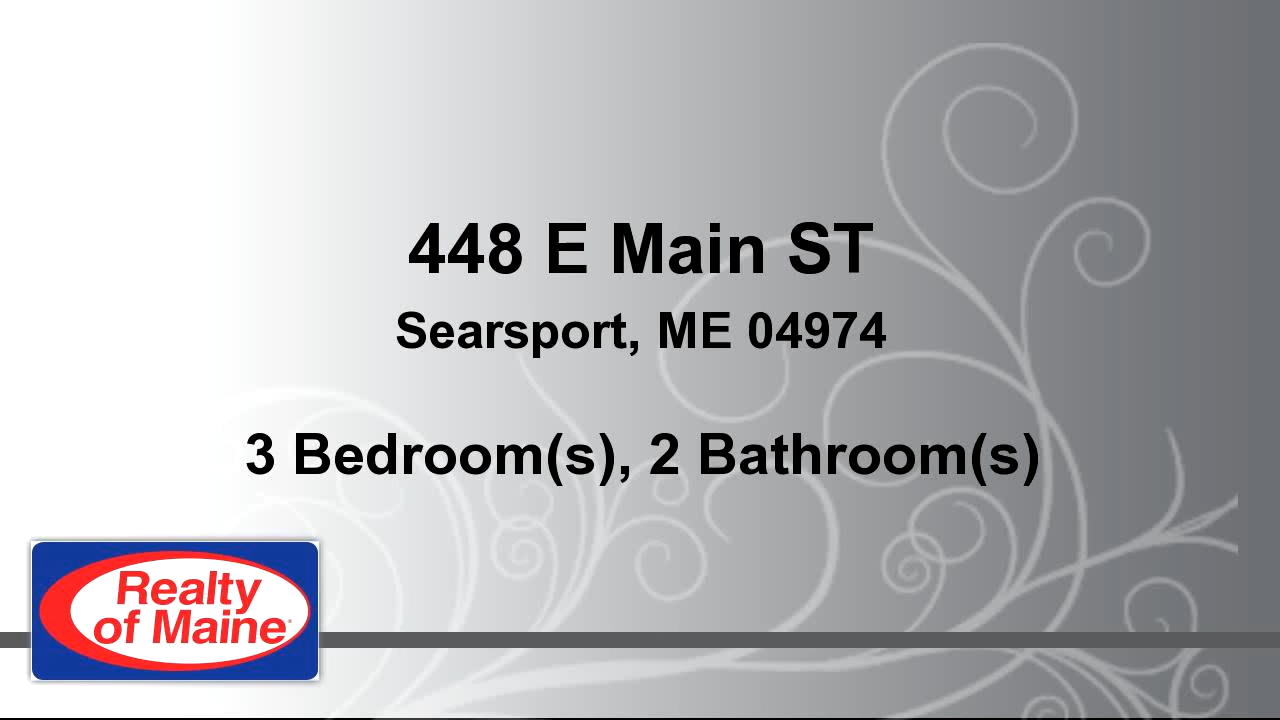 448 E Main ST
Searsport, ME 04974
3 Bedroom(s), 2 Bathroom(s)
Realty
of Maine